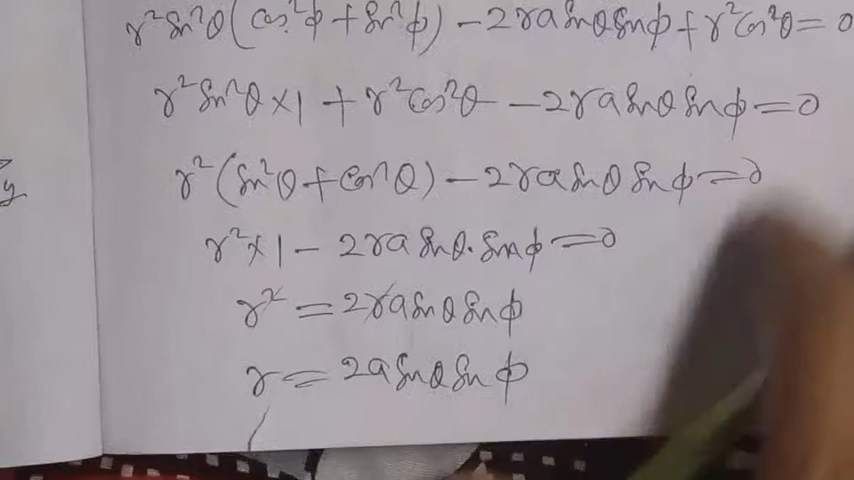 r²sin²θ(cos²φ + sin²φ) - 2ra sinθ sinφ + r²cos²θ = 0
r²sin²θ × 1 + r²cos²θ - 2ra sinθ sinφ = 0
r²(sin²θ + cos²θ) - 2ra sinθ sinφ = 0
y
r² × 1 - 2ra sinθ. sinφ = 0
r² = 2ra sinθ sinφ
r = 2a sinθ sinφ